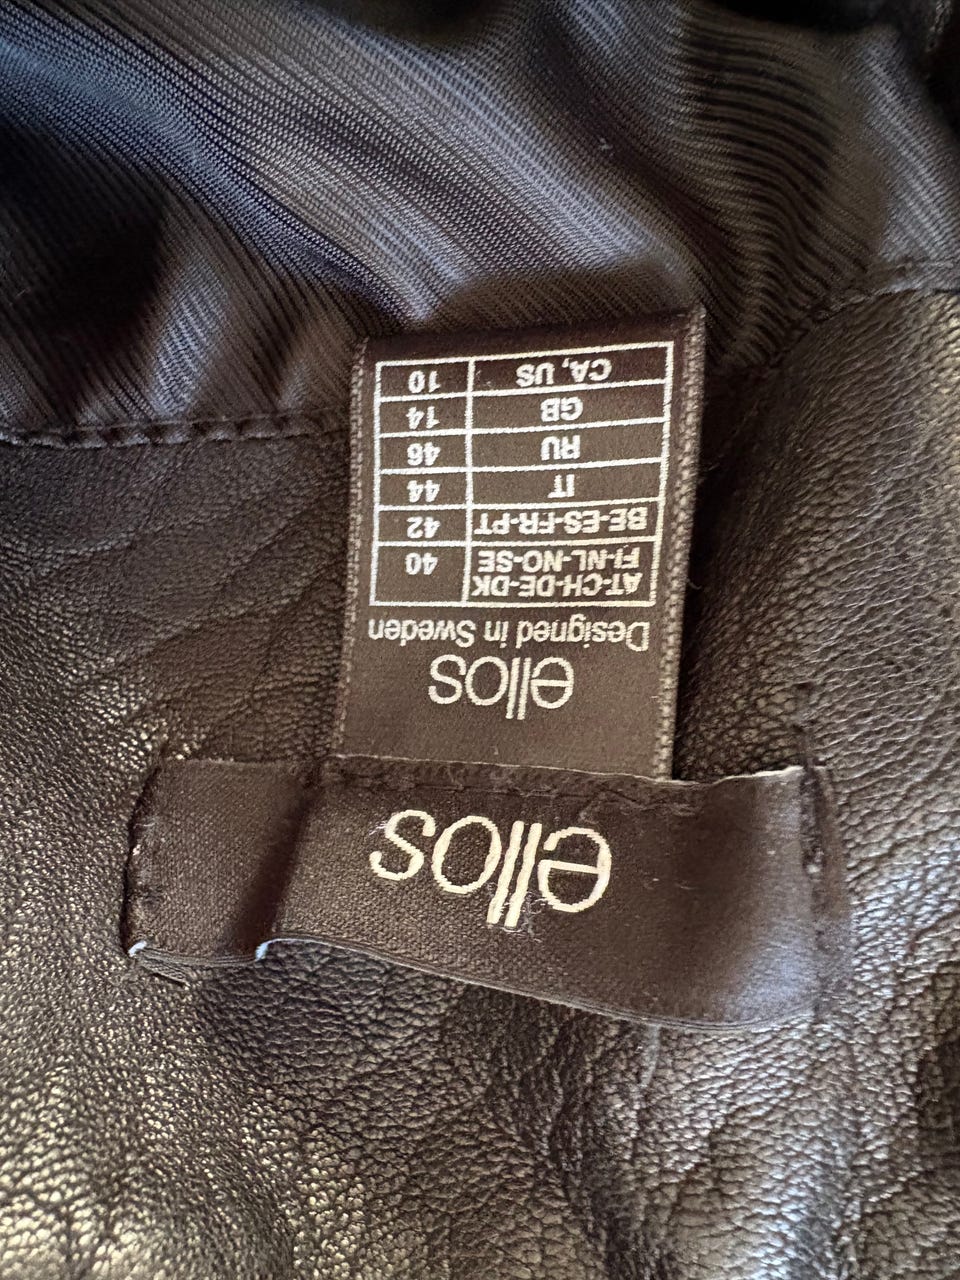 ellos
ellos
Designed in Sweden
AT-CH-DE-DK
FI-NL-NO-SE 40
BE-ES-FR-PT 42
IT 44
RU 46
GB 14
CA, US 10